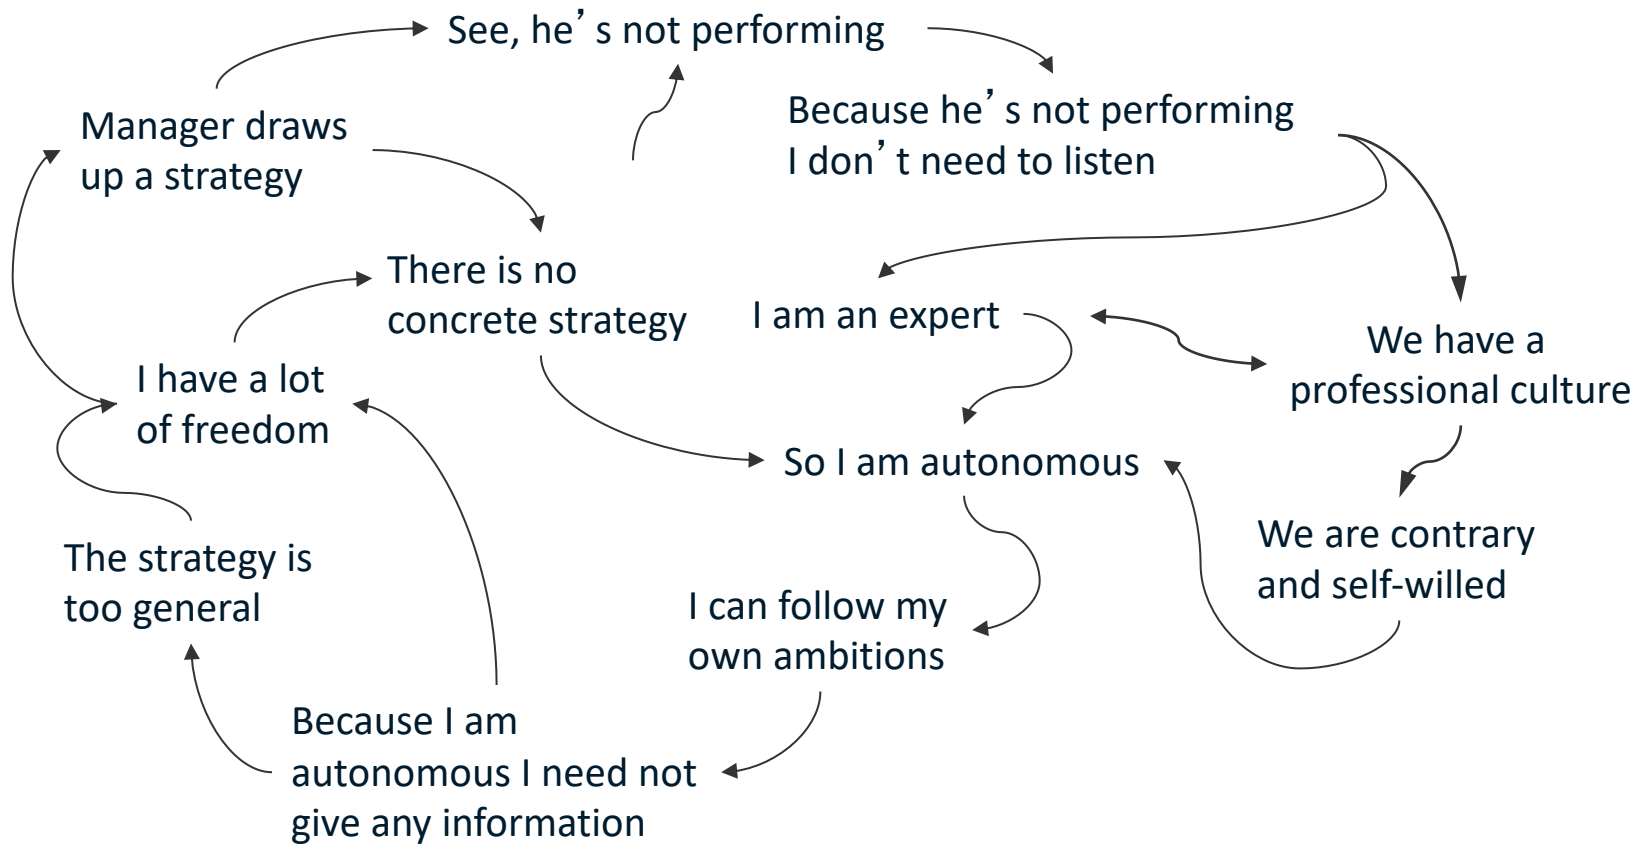 See, he’s not performing
Manager draws
up a strategy
Because he’s not performing
I don’t need to listen
There is no
concrete strategy
I am an expert
We have a
professional culture
I have a lot
of freedom
So I am autonomous
We are contrary
and self-willed
The strategy is
too general
I can follow my
own ambitions
Because I am
autonomous I need not
give any information